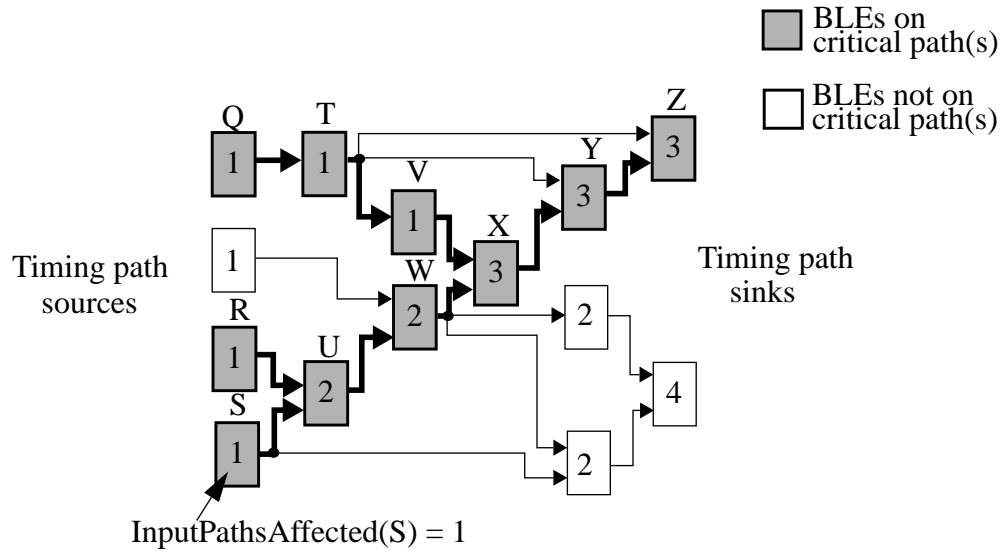 BLEs on
critical path(s)
BLEs not on
critical path(s)
Z
3
Q
1
T
1
Y
3
V
1
X
3
1
W
2
Timing path
sources
Timing path
sinks
R
1
U
2
2
4
S
1
2
InputPathsAffected(S) = 1